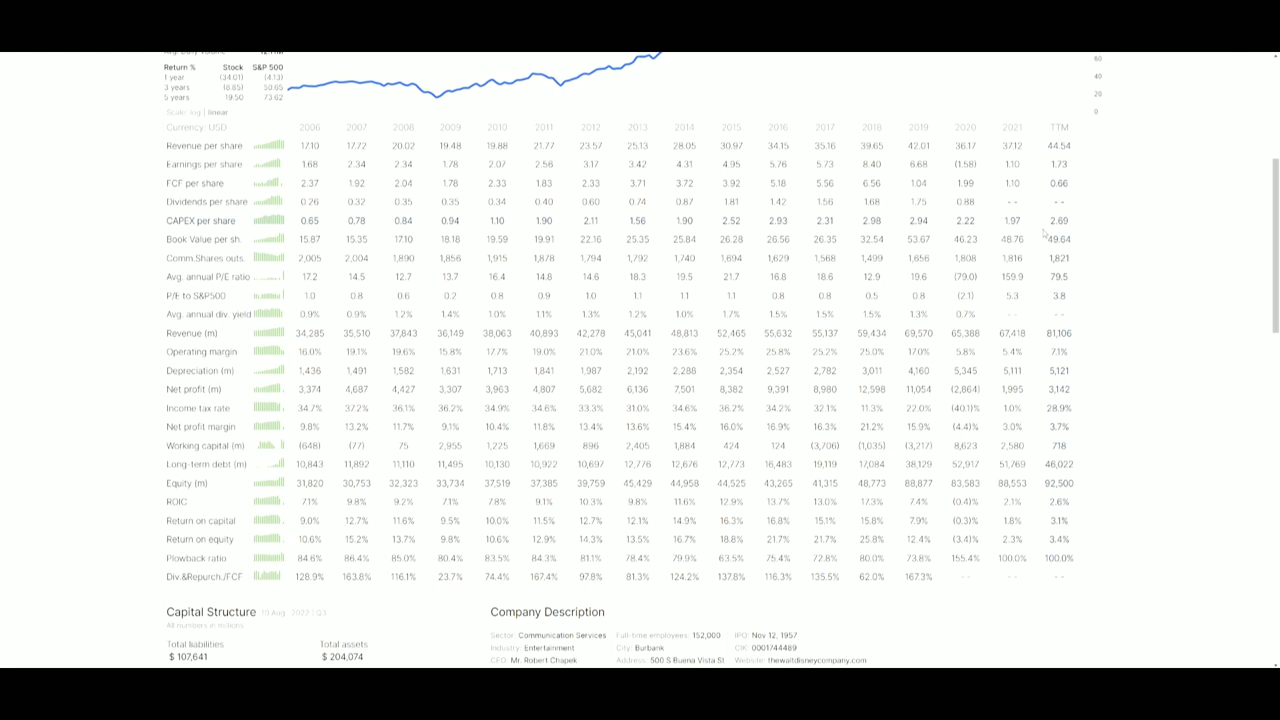 Return % Stock S&P 500
1 year (34.01) (4.13)
3 years (8.85) 50.65
5 years 19.50 73.62
60
40
20
0
Scale: log | linear
Currency: USD 2006 2007 2008 2009 2010 2011 2012 2013 2014 2015 2016 2017 2018 2019 2020 2021 TTM
Revenue per share 17.10 17.72 20.02 19.48 19.88 21.77 23.57 25.13 28.05 30.97 34.15 35.16 39.65 42.01 36.17 37.12 44.54
Earnings per share 1.68 2.34 2.34 1.78 2.07 2.56 3.17 3.42 4.31 4.95 5.76 5.73 8.40 6.68 (1.58) 1.10 1.73
FCF per share 2.37 1.92 2.04 1.78 2.33 1.83 2.33 3.71 3.72 3.92 5.18 5.56 6.56 1.04 1.99 1.10 0.66
Dividends per share 0.26 0.32 0.35 0.35 0.34 0.40 0.60 0.74 0.87 1.81 1.42 1.56 1.68 1.75 0.88 - - - -
CAPEX per share 0.65 0.78 0.84 0.94 1.10 1.90 2.11 1.56 1.90 2.52 2.93 2.31 2.98 2.94 2.22 1.97 2.69
Book Value per sh. 15.87 15.35 17.10 18.18 19.59 19.91 22.16 25.35 25.84 26.28 26.56 26.35 32.54 53.67 46.23 48.76 49.64
Comm.Shares outs. 2,005 2,004 1,890 1,856 1,915 1,878 1,794 1,792 1,740 1,694 1,629 1,568 1,499 1,656 1,808 1,816 1,821
Avg. annual P/E ratio 17.2 14.5 12.7 13.7 16.4 14.8 14.6 18.3 19.5 21.7 16.8 18.6 12.9 19.6 (79.0) 159.9 79.5
P/E to S&P500 1.0 0.8 0.6 0.2 0.8 0.9 1.0 1.1 1.1 1.1 0.8 0.8 0.5 0.8 (2.1) 5.3 3.8
Avg. annual div. yield 0.9% 0.9% 1.2% 1.4% 1.0% 1.1% 1.3% 1.2% 1.0% 1.7% 1.5% 1.5% 1.5% 1.3% 0.7% - - - -
Revenue (m) 34,285 35,510 37,843 36,149 38,063 40,893 42,278 45,041 48,813 52,465 55,632 55,137 59,434 69,570 65,388 67,418 81,106
Operating margin 16.0% 19.1% 19.6% 15.8% 17.7% 19.0% 21.0% 21.0% 23.6% 25.2% 25.8% 25.2% 25.0% 17.0% 5.8% 5.4% 7.1%
Depreciation (m) 1,436 1,491 1,582 1,631 1,713 1,841 1,987 2,192 2,288 2,354 2,527 2,782 3,011 4,160 5,345 5,111 5,121
Net profit (m) 3,374 4,687 4,427 3,307 3,963 4,807 5,682 6,136 7,501 8,382 9,391 8,980 12,598 11,054 (2,864) 1,995 3,142
Income tax rate 34.7% 37.2% 36.1% 36.2% 34.9% 34.6% 33.3% 31.0% 34.6% 36.2% 34.2% 32.1% 11.3% 22.0% (40.1)% 1.0% 28.9%
Net profit margin 9.8% 13.2% 11.7% 9.1% 10.4% 11.8% 13.4% 13.6% 15.4% 16.0% 16.9% 16.3% 21.2% 15.9% (4.4)% 3.0% 3.7%
Working capital (m) (648) (77) 75 2,955 1,225 1,669 896 2,405 1,884 424 124 (3,706) (1,035) (3,217) 8,623 2,580 718
Long-term debt (m) 10,843 11,892 11,110 11,495 10,130 10,922 10,697 12,776 12,676 12,773 16,483 19,119 17,084 38,129 52,917 51,769 46,022
Equity (m) 31,820 30,753 32,323 33,734 37,519 37,385 39,759 45,429 44,958 44,525 43,265 41,315 48,773 88,877 83,583 88,553 92,500
ROIC 7.1% 9.8% 9.2% 7.1% 7.8% 9.1% 10.3% 9.8% 11.6% 12.9% 13.7% 13.0% 17.3% 7.4% (0.4)% 2.1% 2.6%
Return on capital 9.0% 12.7% 11.6% 9.5% 10.0% 11.5% 12.7% 12.1% 14.9% 16.3% 16.8% 15.1% 15.8% 7.9% (0.3)% 1.8% 3.1%
Return on equity 10.6% 15.2% 13.7% 9.8% 10.6% 12.9% 14.3% 13.5% 16.7% 18.8% 21.7% 21.7% 25.8% 12.4% (3.4)% 2.3% 3.4%
Plowback ratio 84.6% 86.4% 85.0% 80.4% 83.5% 84.3% 81.1% 78.4% 79.9% 63.5% 75.4% 72.8% 80.0% 73.8% 155.4% 100.0% 100.0%
Div.&Repurch./FCF 128.9% 163.8% 116.1% 23.7% 74.4% 167.4% 97.8% 81.3% 124.2% 137.8% 116.3% 135.5% 62.0% 167.3% - - - - - -
Capital Structure 19 Aug. 2022 | Q3
All numbers in millions
Total liabilities Total assets
$ 107,641 $ 204,074
Company Description
Sector: Communication Services Full-time employees: 152,000 IPO: Nov 12, 1957
Industry: Entertainment City: Burbank CIK: 0001744489
CEO: Mr. Robert Chapek Address: 500 S Buena Vista St Website: thewaltdisneycompany.com